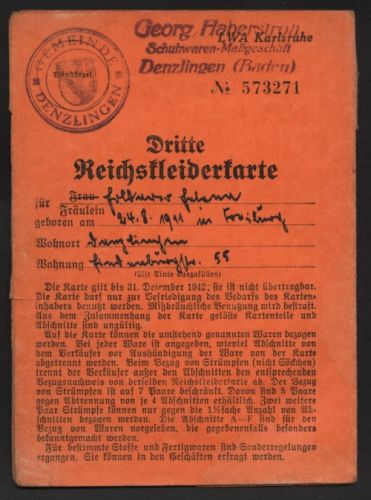 Georg Haberstroh
LWA Karlsruhe
Schuhwaren-Maßgeschäft
Denzlingen (Baden)
GEMEINDE
DENZLINGEN
№ 573271
Dritte
Reichskleiderkarte
für Frau
Fräulein Helena
geboren am 24.8.1911 in Freiburg
Wohnort Denzlingen
Wohnung Hindenburgstr. 55
(Mit Tinte auszufüllen)
Die Karte gilt bis 31. Dezember 1942; sie ist nicht übertragbar.
Die Karte darf nur zur Befriedigung des Bedarfs des Karten-
inhabers benutzt werden. Mißbräuchliche Benutzung wird bestraft.
Aus dem Zusammenhang der Karte gelöste Kartenteile und
Abschnitte sind ungültig.
Auf die Karte können die umstehend genannten Waren bezogen
werden. Bei jeder Ware ist angegeben, wieviel Abschnitte von
dem Verkäufer vor Aushändigung der Ware von der Karte
abgetrennt werden. Beim Bezug von Strümpfen (nicht Söckchen)
trennt der Verkäufer außer den Abschnitten den entsprechenden
Bezugsnachweis von derselben Reichskleiderkarte ab. Der Bezug
von Strümpfen ist auf 7 Paare beschränkt. Davon sind 5 Paare
gegen Abtrennung von je 4 Abschnitten erhältlich. Zwei weitere
Paar Strümpfe können nur gegen die 1½fache Anzahl von Ab-
schnitten bezogen werden. Die Abschnitte A—F sind für den
Bezug von Waren vorgesehen, die gegebenenfalls besonders
bekanntgemacht werden.
Für bestimmte Stoffe und Fertigwaren sind Sonderregelungen
ergangen. Sie können in den Geschäften erfragt werden.